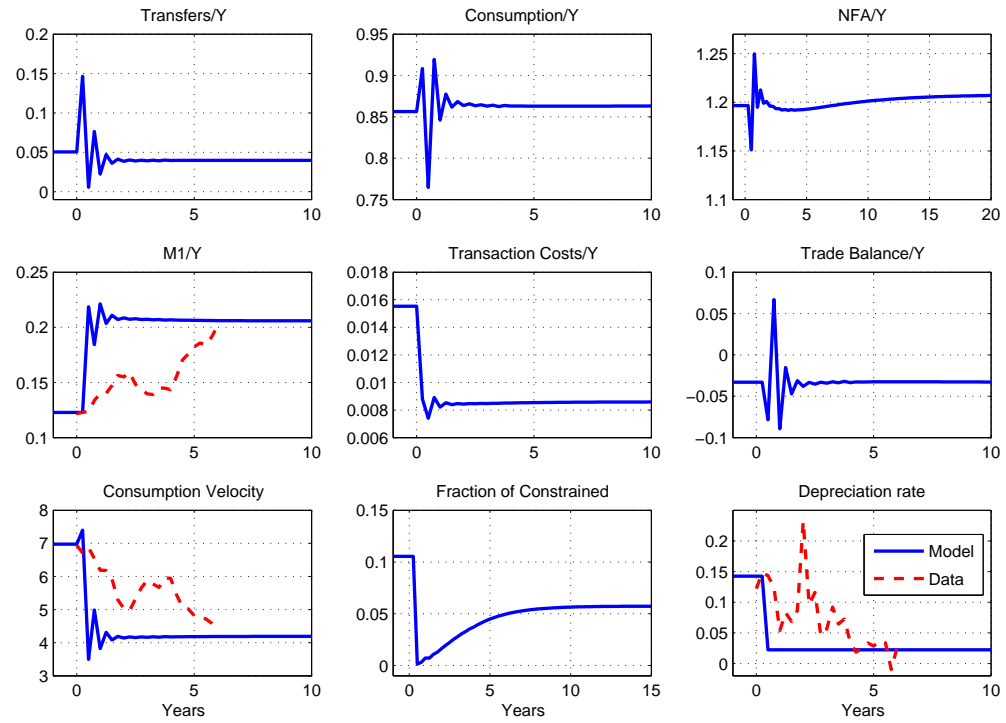 Transfers/Y
0.2
0.15
0.1
0.05
0
0 5 10
Consumption/Y
0.95
0.9
0.85
0.8
0.75
0 5 10
NFA/Y
1.25
1.2
1.15
1.1
0 5 10 15 20
M1/Y
0.25
0.2
0.15
0.1
0 5 10
Transaction Costs/Y
0.018
0.016
0.014
0.012
0.01
0.008
0.006
0 5 10
Trade Balance/Y
0.1
0.05
0
−0.05
−0.1
0 5 10
Consumption Velocity
8
7
6
5
4
3
0 5 10
Years
Fraction of Constrained
0.15
0.1
0.05
0
0 5 10 15
Years
Depreciation rate
0.2
0.15
0.1
0.05
0
Model
Data
0 5 10
Years